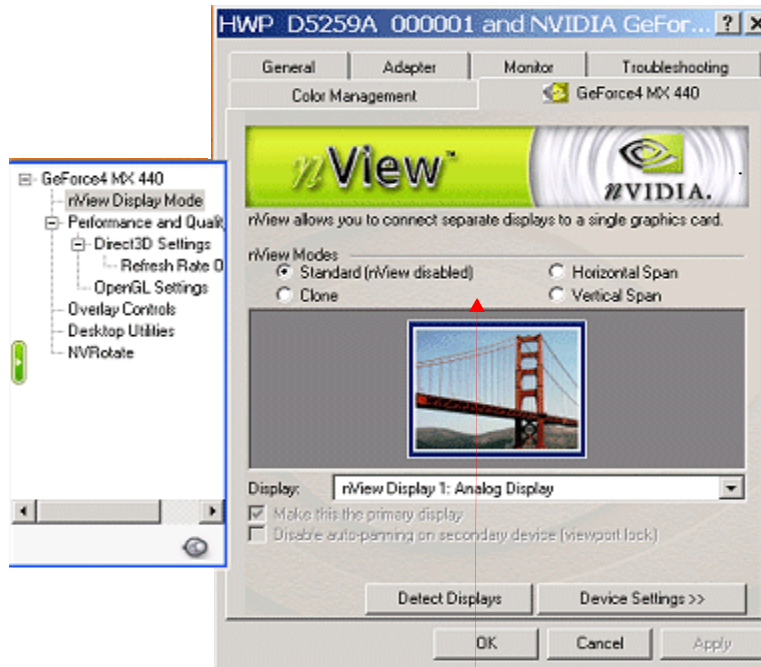 HWP D5259A 000001 and NVIDIA GeFor...
General Adapter Monitor Troubleshooting
Color Management GeForce4 MX 440
nView™
nVIDIA.
nView allows you to connect separate displays to a single graphics card.
nView Modes
Standard (nView disabled) Horizontal Span
Clone Vertical Span
Display: nView Display 1: Analog Display
Make this the primary display
Disable auto-panning on secondary device (viewport lock)
Detect Displays Device Settings >>
OK Cancel Apply
GeForce4 MX 440
nView Display Mode
Performance and Qualit
Direct3D Settings
Refresh Rate O
OpenGL Settings
Overlay Controls
Desktop Utilities
NVRotate